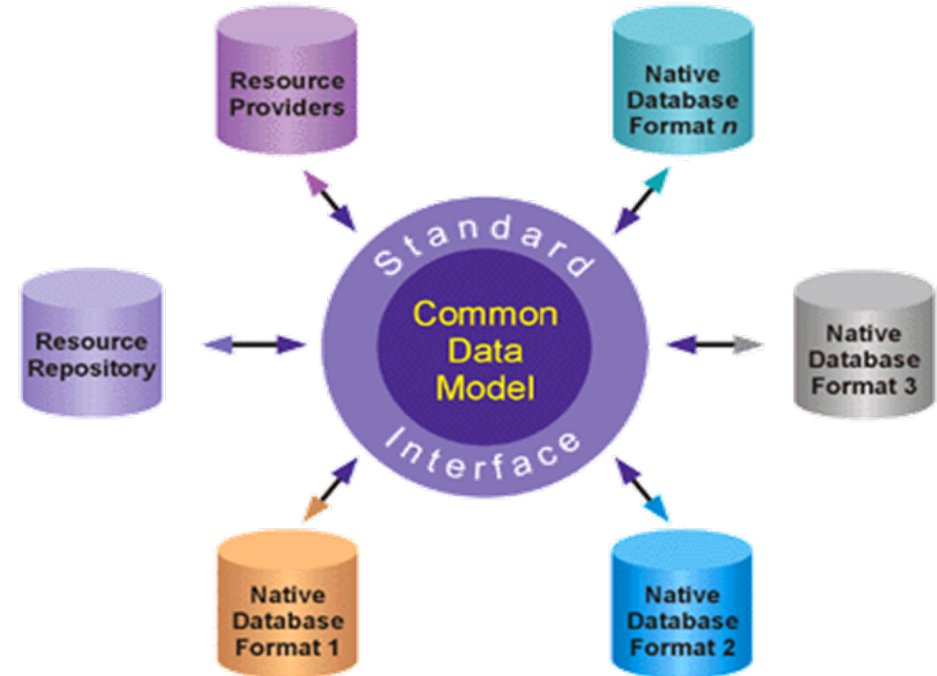 Resource
Providers
Native
Database
Format n
Standard
Interface
Common
Data
Model
Resource
Repository
Native
Database
Format 3
Native
Database
Format 1
Native
Database
Format 2